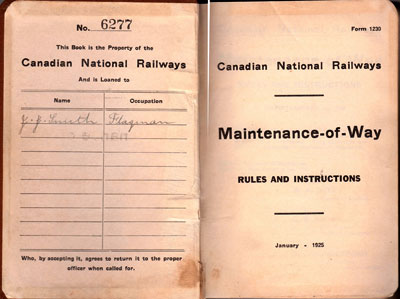 No. 6277
This Book is the Property of the
Canadian National Railways
And is Loaned to
Name Occupation
J. J. Smith Flagman
Who, by accepting it, agrees to return it to the proper
officer when called for.
Form 1230
Canadian National Railways
Maintenance-of-Way
RULES AND INSTRUCTIONS
January - 1925